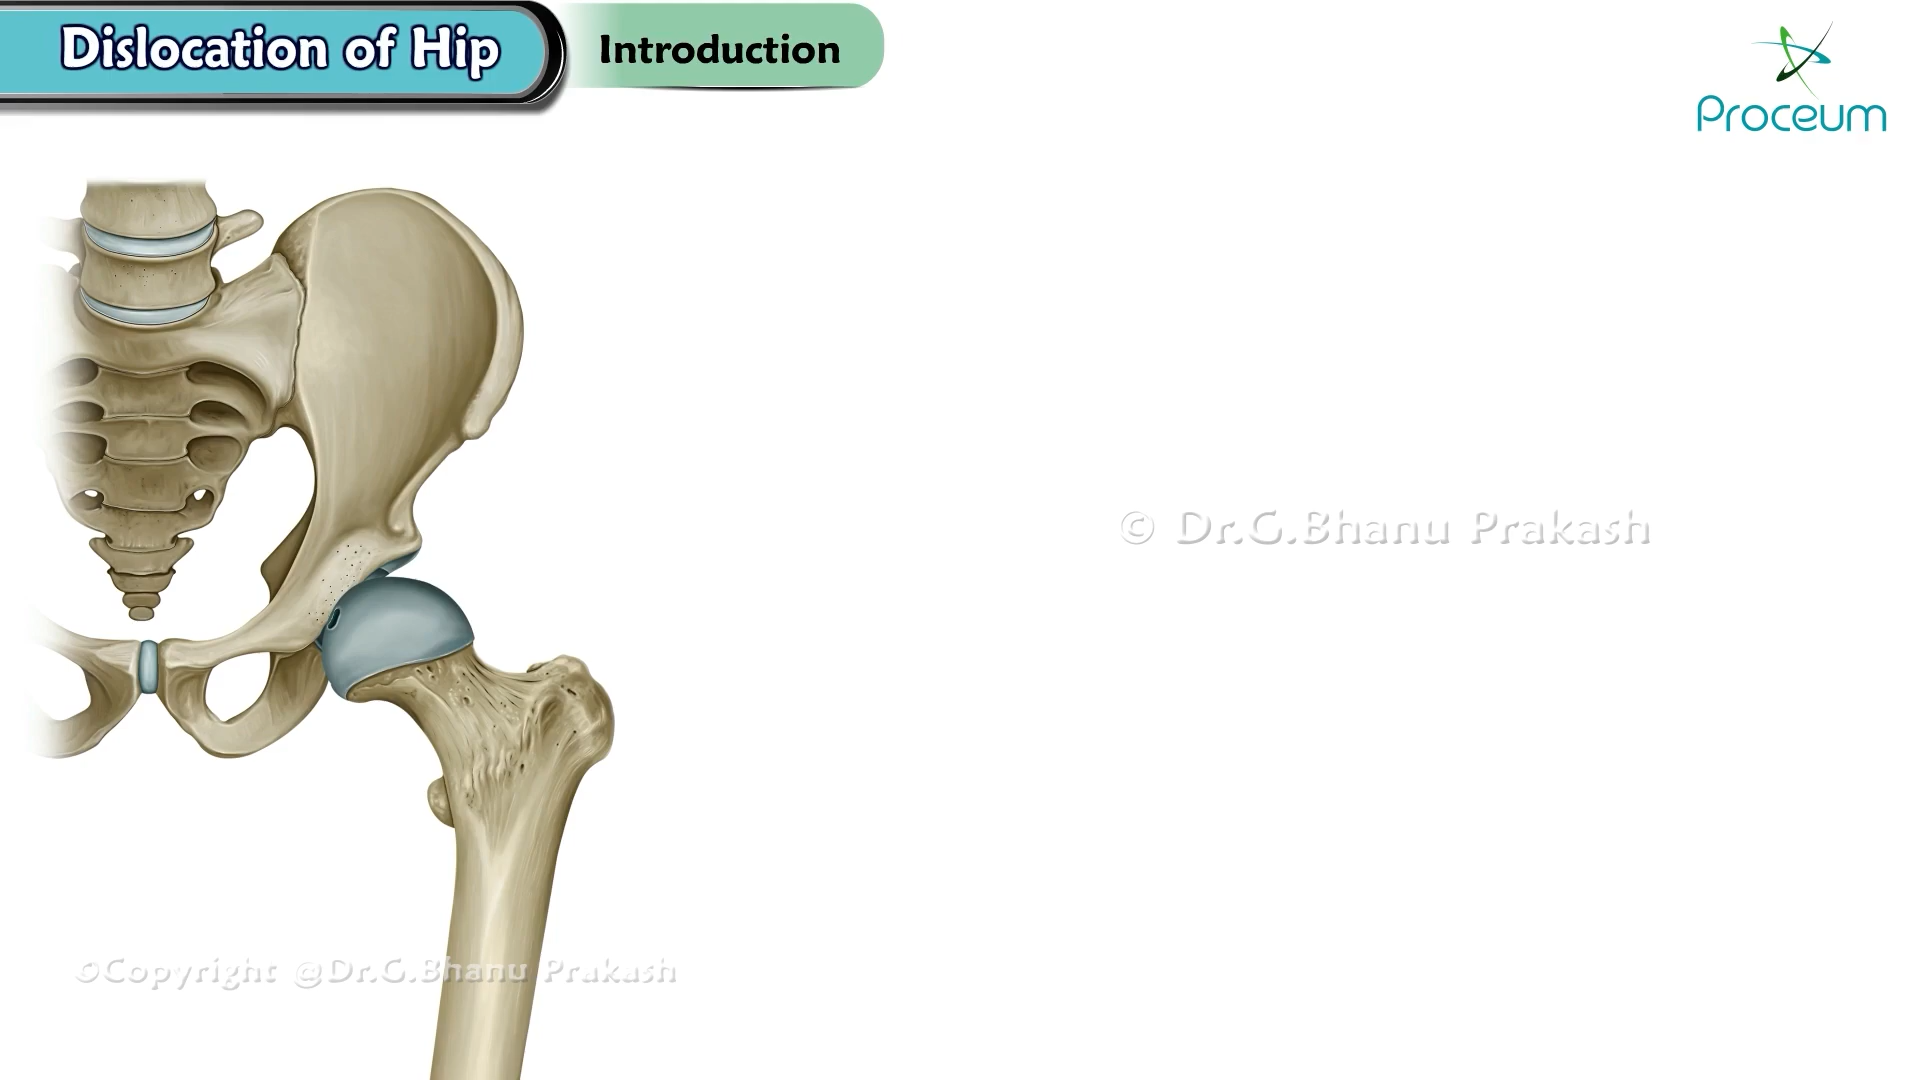 Dislocation of Hip
Introduction
Proceum
© Dr.G.Bhanu Prakash
©Copyright @Dr.G.Bhanu Prakash